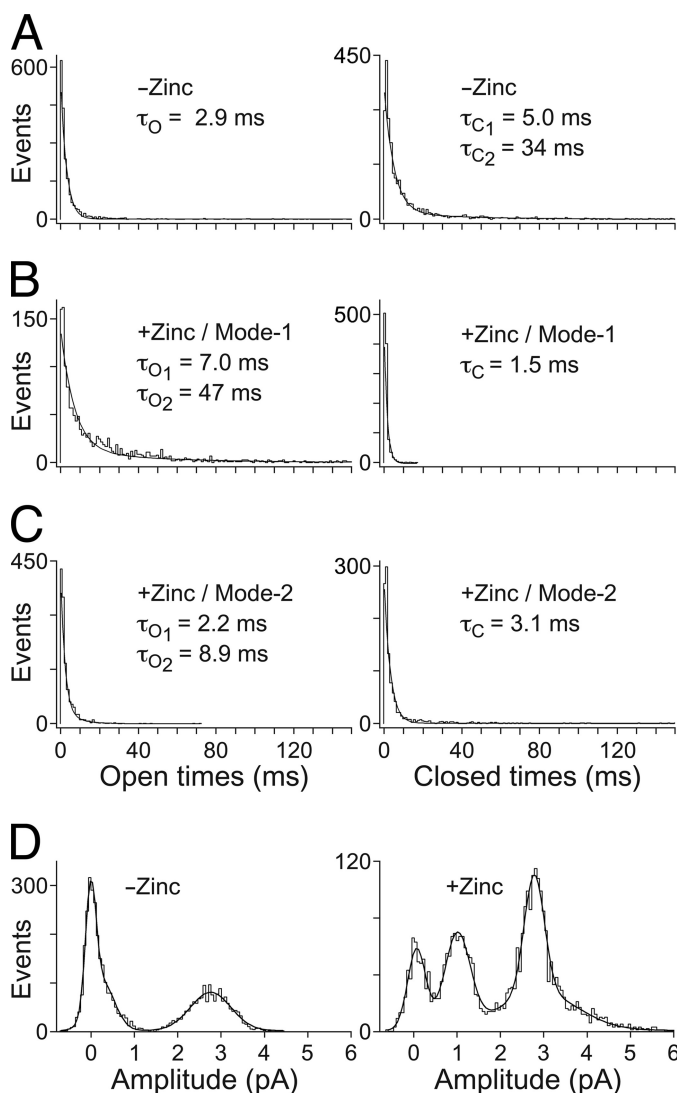 A
600
Events
0
–Zinc
τO = 2.9 ms
450
0
–Zinc
τC1 = 5.0 ms
τC2 = 34 ms
B
150
Events
0
+Zinc / Mode-1
τO1 = 7.0 ms
τO2 = 47 ms
500
0
+Zinc / Mode-1
τC = 1.5 ms
C
450
Events
0
+Zinc / Mode-2
τO1 = 2.2 ms
τO2 = 8.9 ms
0 40 80 120
Open times (ms)
300
0
+Zinc / Mode-2
τC = 3.1 ms
0 40 80 120
Closed times (ms)
D
300
Events
0
–Zinc
0 1 2 3 4 5 6
Amplitude (pA)
120
0
+Zinc
0 1 2 3 4 5 6
Amplitude (pA)